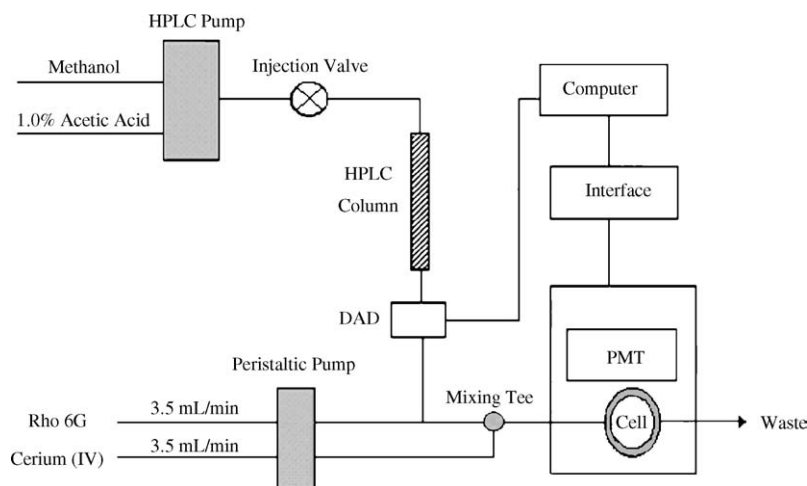 HPLC Pump
Methanol
1.0% Acetic Acid
Injection Valve
HPLC
Column
Computer
Interface
DAD
PMT
Peristaltic Pump
Mixing Tee
Rho 6G
3.5 mL/min
Cell
Waste
Cerium (IV)
3.5 mL/min